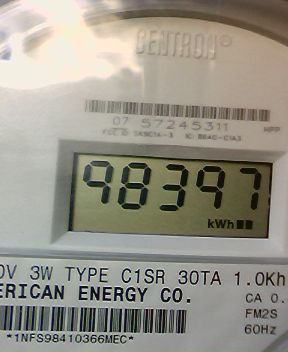 CENTRON®
07 57245311
HPP
98397
kWh
0V 3W TYPE C1SR 30TA 1.0Kh
ERICAN ENERGY CO.
CA 0.
FM2S
60Hz
*1NFS98410366MEC*